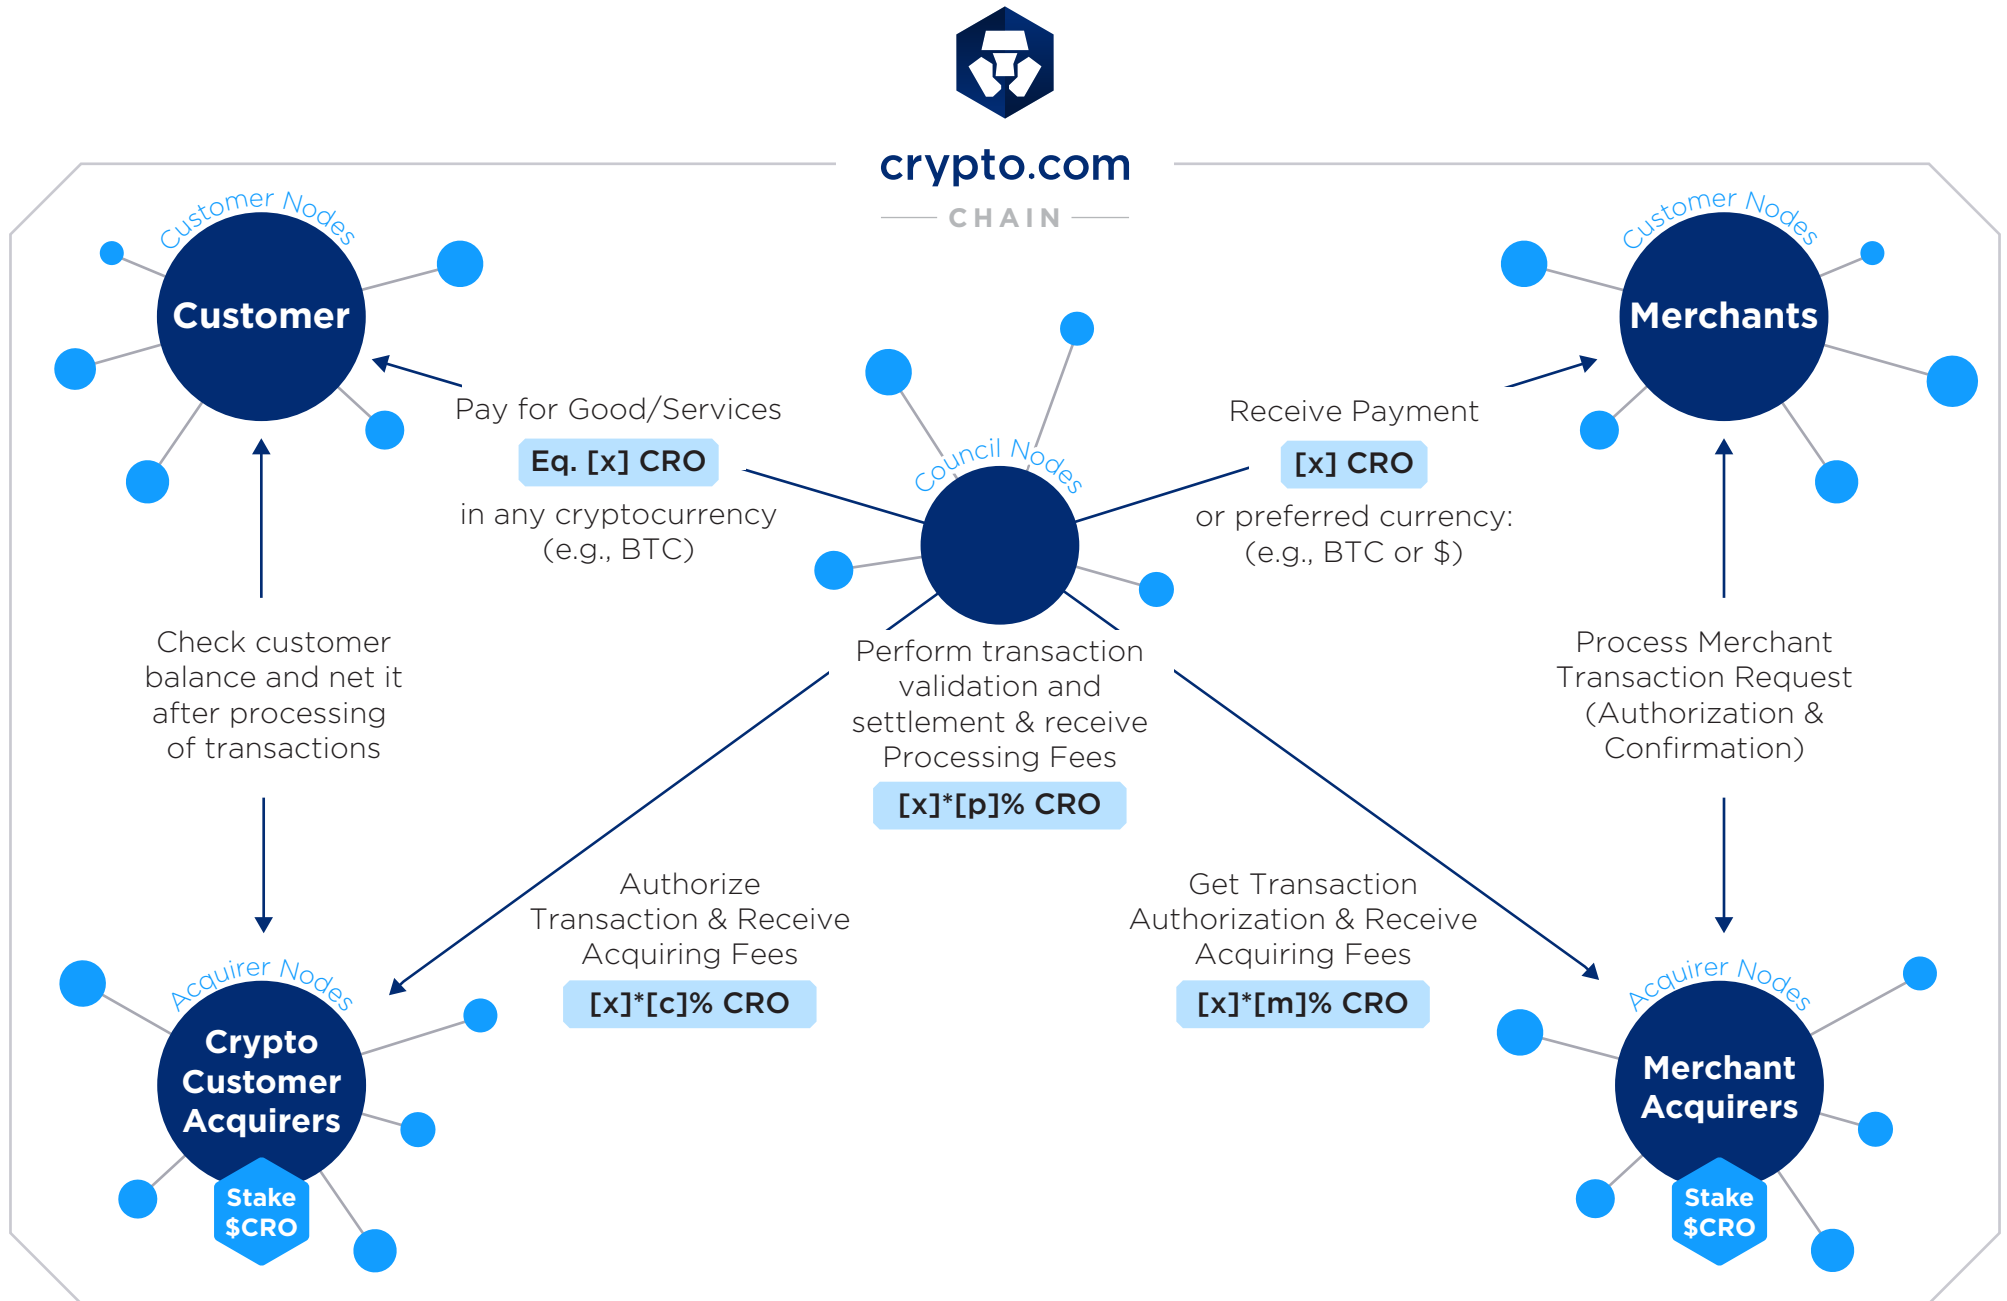 crypto.com
CHAIN
Customer Nodes
Customer
Customer Nodes
Merchants
Pay for Good/Services
Eq. [x] CRO
in any cryptocurrency
(e.g., BTC)
Council Nodes
Receive Payment
[x] CRO
or preferred currency:
(e.g., BTC or $)
Check customer
balance and net it
after processing
of transactions
Perform transaction
validation and
settlement & receive
Processing Fees
[x]*[p]% CRO
Process Merchant
Transaction Request
(Authorization &
Confirmation)
Authorize
Transaction & Receive
Acquiring Fees
[x]*[c]% CRO
Get Transaction
Authorization & Receive
Acquiring Fees
[x]*[m]% CRO
Acquirer Nodes
Crypto
Customer
Acquirers
Stake
$CRO
Acquirer Nodes
Merchant
Acquirers
Stake
$CRO